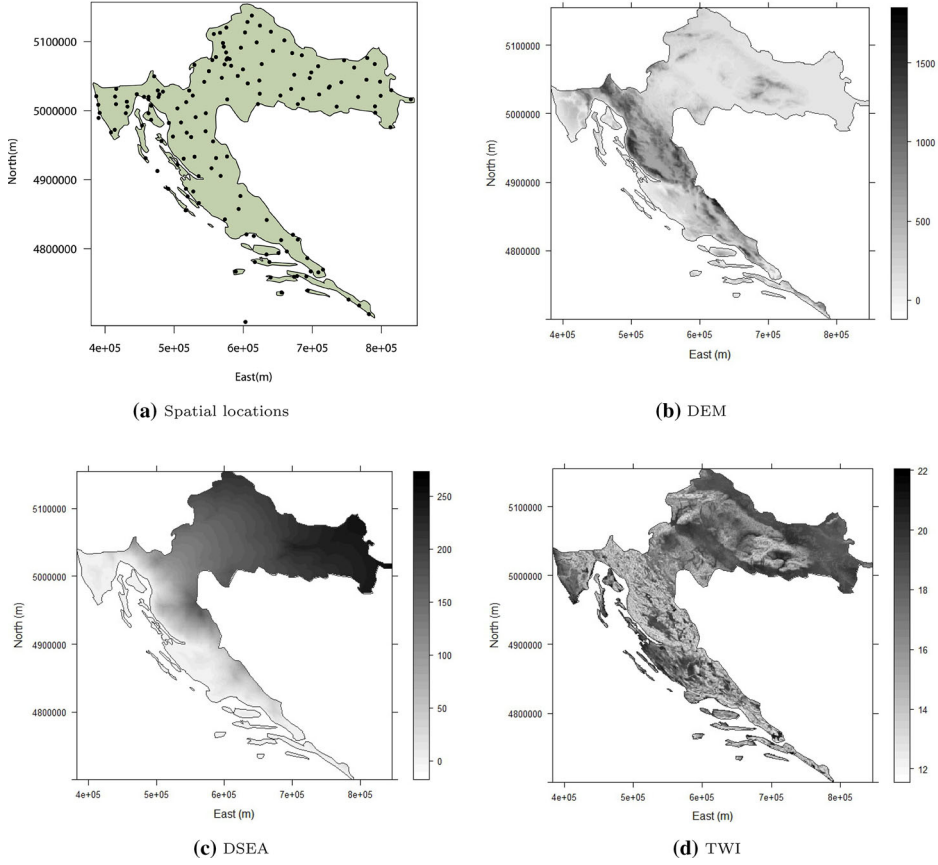 5100000
5000000
4900000
4800000
North(m)
4e+05 5e+05 6e+05 7e+05 8e+05
East(m)
(a) Spatial locations
5100000
5000000
4900000
4800000
North (m)
4e+05 5e+05 6e+05 7e+05 8e+05
East (m)
1500
1000
500
0
(b) DEM
5100000
5000000
4900000
4800000
North (m)
4e+05 5e+05 6e+05 7e+05 8e+05
East (m)
250
200
150
100
50
0
(c) DSEA
5100000
5000000
4900000
4800000
North (m)
4e+05 5e+05 6e+05 7e+05 8e+05
East (m)
22
20
18
16
14
12
(d) TWI